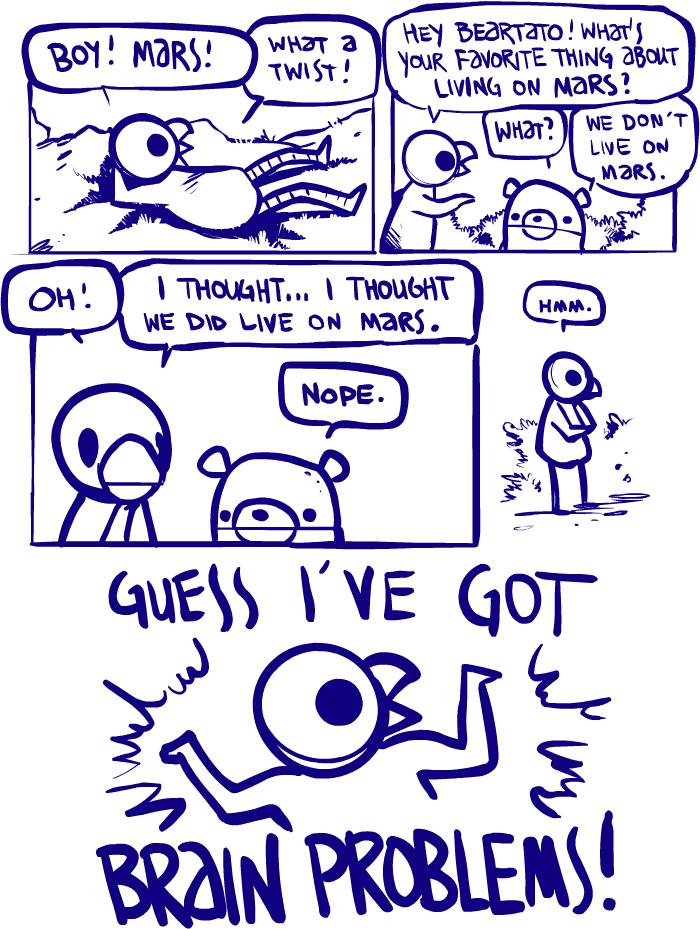 BOY! MARS!
WHAT A
TWIST!
HEY BEARTATO! WHAT'S
YOUR FAVORITE THING ABOUT
LIVING ON MARS?
WHAT?
WE DON'T
LIVE ON
MARS.
OH!
I THOUGHT... I THOUGHT
WE DID LIVE ON MARS.
NOPE.
HMM.
GUESS I'VE GOT
BRAIN PROBLEMS!